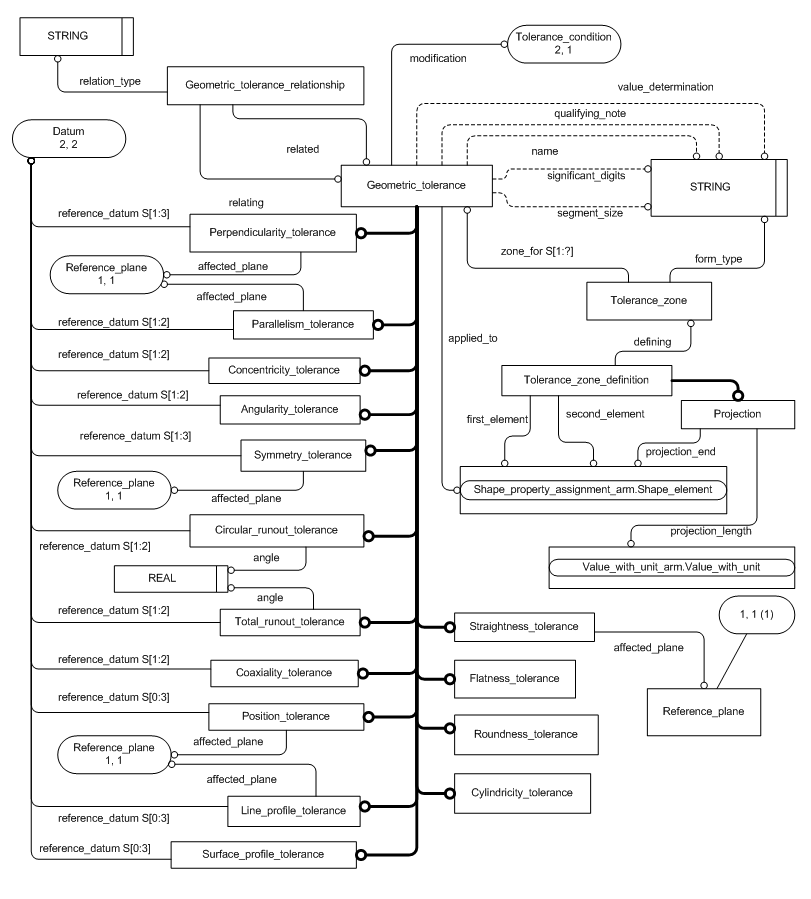 STRING
Tolerance_condition
2, 1
modification
relation_type
Geometric_tolerance_relationship
value_determination
qualifying_note
Datum
2, 2
related
name
Geometric_tolerance
significant_digits
STRING
segment_size
relating
reference_datum S[1:3]
Perpendicularity_tolerance
zone_for S[1:?]
form_type
Reference_plane
1, 1
affected_plane
affected_plane
Tolerance_zone
reference_datum S[1:2]
Parallelism_tolerance
applied_to
defining
reference_datum S[1:2]
Concentricity_tolerance
Tolerance_zone_definition
reference_datum S[1:2]
Angularity_tolerance
first_element
second_element
Projection
reference_datum S[1:3]
Symmetry_tolerance
projection_end
Reference_plane
1, 1
affected_plane
Shape_property_assignment_arm.Shape_element
Circular_runout_tolerance
projection_length
reference_datum S[1:2]
angle
Value_with_unit_arm.Value_with_unit
REAL
angle
reference_datum S[1:2]
Total_runout_tolerance
Straightness_tolerance
1, 1 (1)
affected_plane
reference_datum S[1:2]
Coaxiality_tolerance
Flatness_tolerance
reference_datum S[0:3]
Position_tolerance
Reference_plane
Roundness_tolerance
affected_plane
Reference_plane
1, 1
affected_plane
Cylindricity_tolerance
Line_profile_tolerance
reference_datum S[0:3]
reference_datum S[0:3]
Surface_profile_tolerance